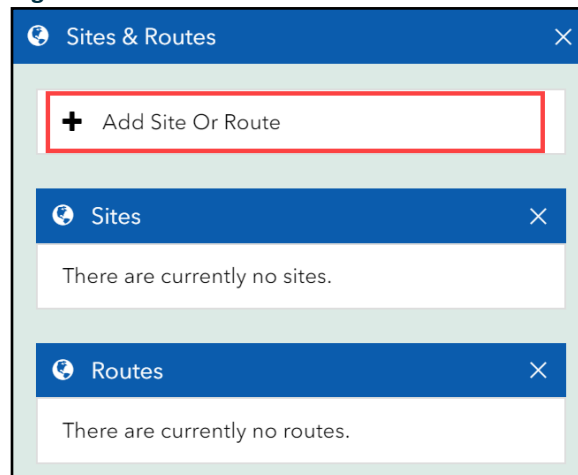 Sites & Routes
Add Site Or Route
Sites
There are currently no sites.
Routes
There are currently no routes.